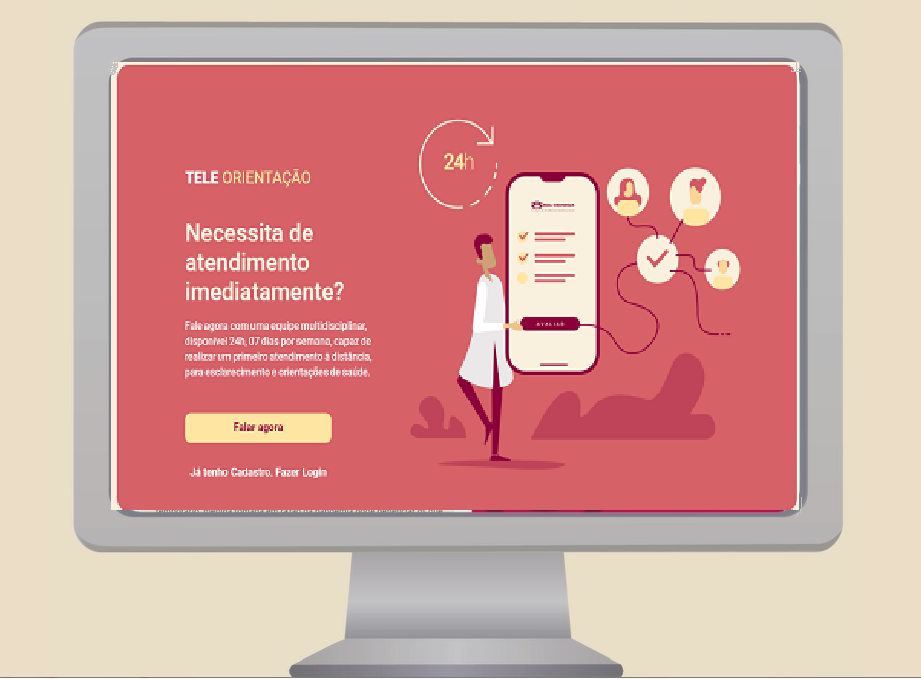 24h
TELE ORIENTAÇÃO
Necessita de
atendimento
imediatamente?
Fale agora com uma equipe multidisciplinar,
disponível 24h, 07 dias por semana, capaz de
realizar um primeiro atendimento à distância,
para esclarecimento e orientações de saúde.
Falar agora
Já tenho Cadastro. Fazer Login